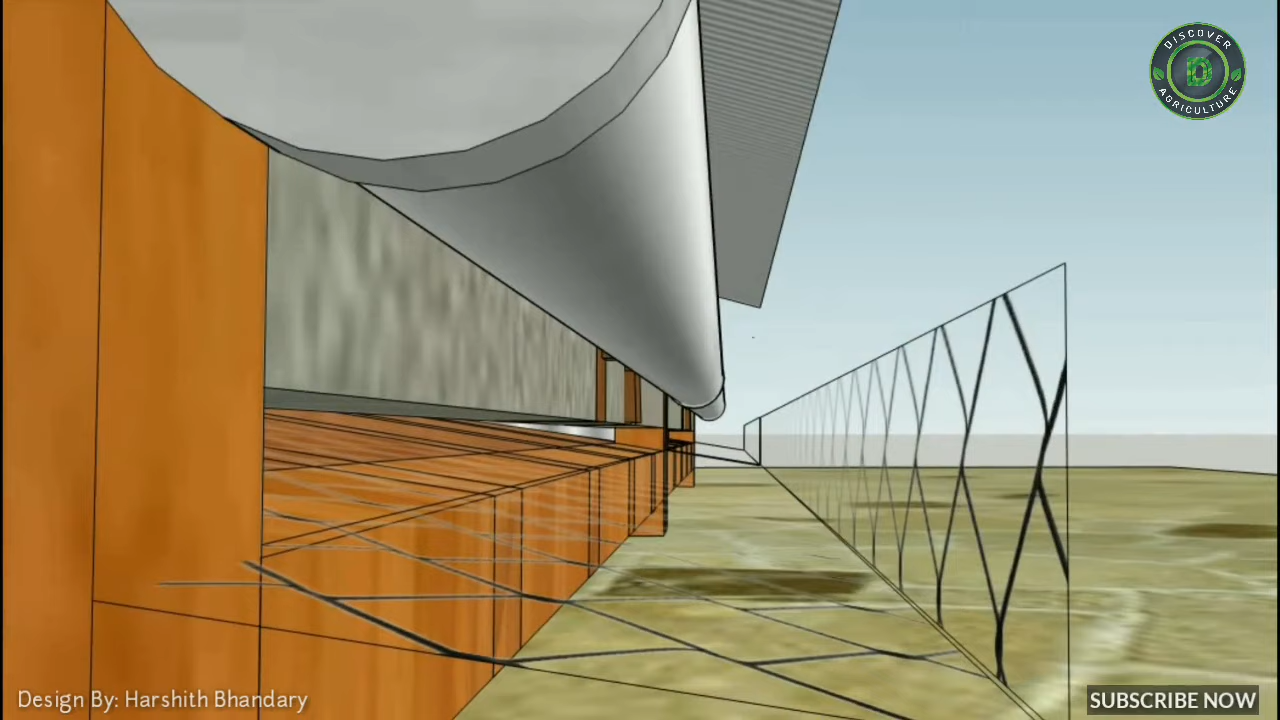 DISCOVER
D
AGRICULTURE
Design By: Harshith Bhandary
SUBSCRIBE NOW